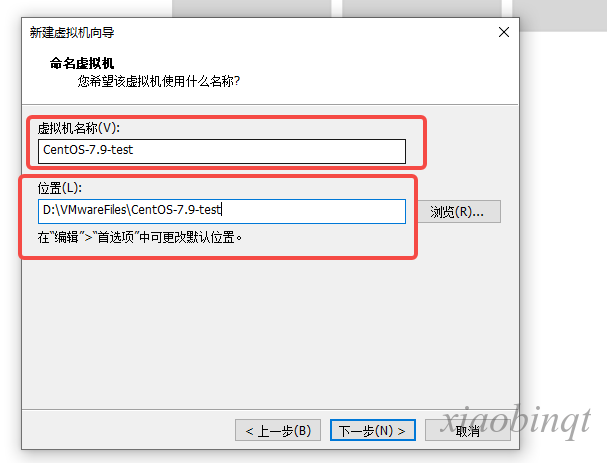 新建虚拟机向导
命名虚拟机
您希望该虚拟机使用什么名称?
虚拟机名称(V):
CentOS-7.9-test
位置(L):
D:\VMwareFiles\CentOS-7.9-test
浏览(R)...
在"编辑">"首选项"中可更改默认位置。
< 上一步(B)
下一步(N) >
取消
xiaobinqt